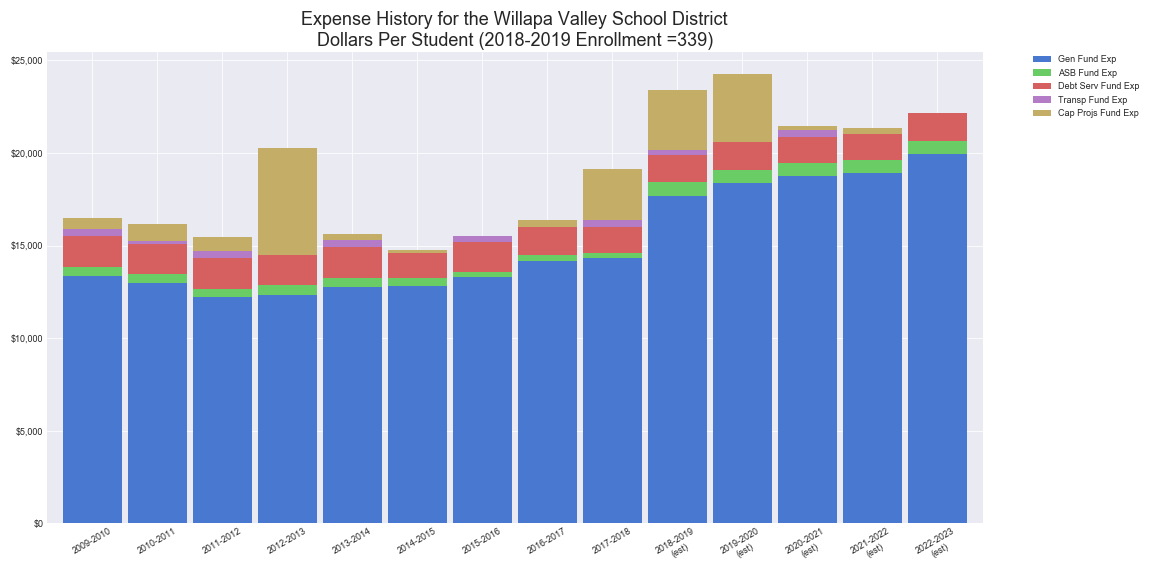 Expense History for the Willapa Valley School District
Dollars Per Student (2018-2019 Enrollment =339)
Gen Fund Exp
ASB Fund Exp
Debt Serv Fund Exp
Transp Fund Exp
Cap Projs Fund Exp
$25,000
$20,000
$15,000
$10,000
$5,000
$0
2009-2010
2010-2011
2011-2012
2012-2013
2013-2014
2014-2015
2015-2016
2016-2017
2017-2018
2018-2019
(est)
2019-2020
(est)
2020-2021
(est)
2021-2022
(est)
2022-2023
(est)